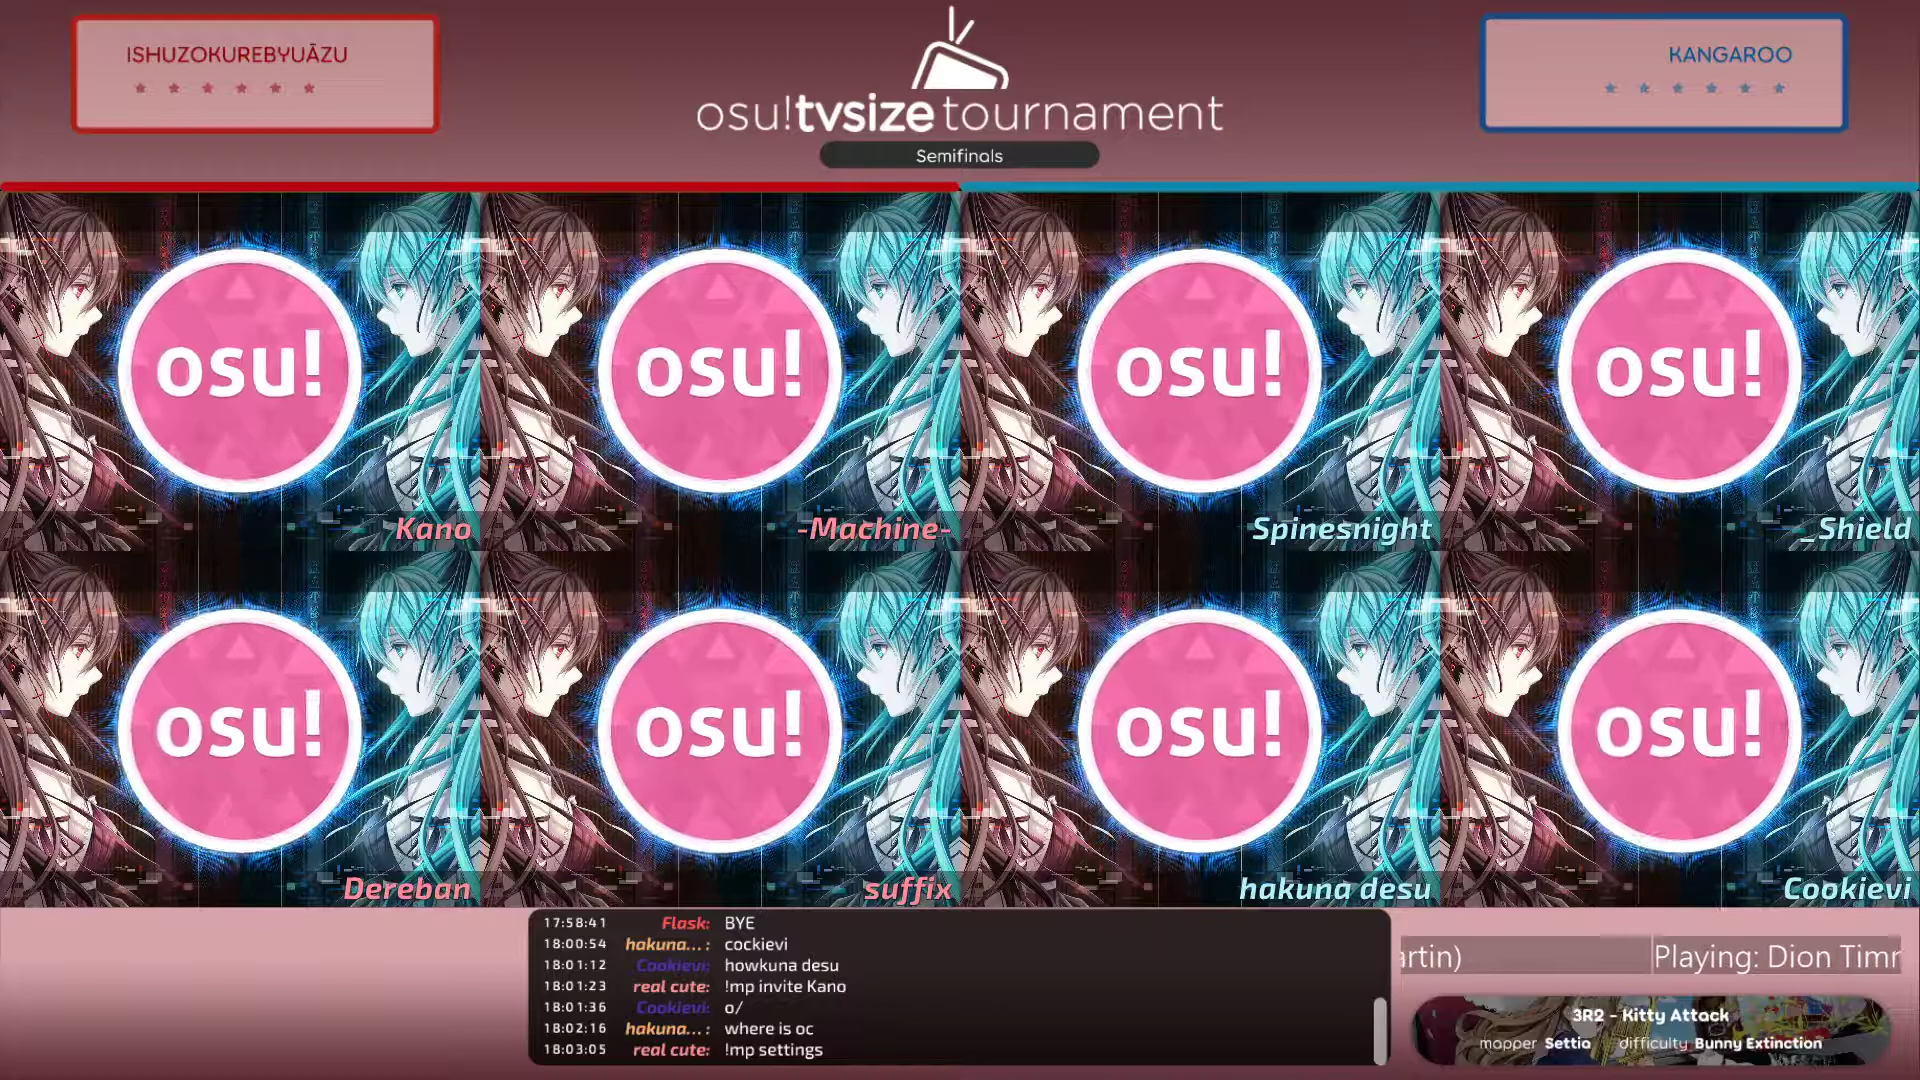 ISHUZOKUREBYUĀZU
osu!tvsize tournament
Semifinals
KANGAROO
osu!
osu!
osu!
osu!
Kano
-Machine-
Spinesnight
_Shield
osu!
osu!
osu!
osu!
Dereban
suffix
hakuna desu
Cookievi
17:58:41 Flask: BYE
18:00:54 hakuna...: cockievi
18:01:12 Cookievi: howkuna desu
18:01:23 real cute: !mp invite Kano
18:01:36 Cookievi: o/
18:02:16 hakuna...: where is oc
18:03:05 real cute: !mp settings
artin) Playing: Dion Timr
3R2 - Kitty Attack
mapper Settia difficulty Bunny Extinction